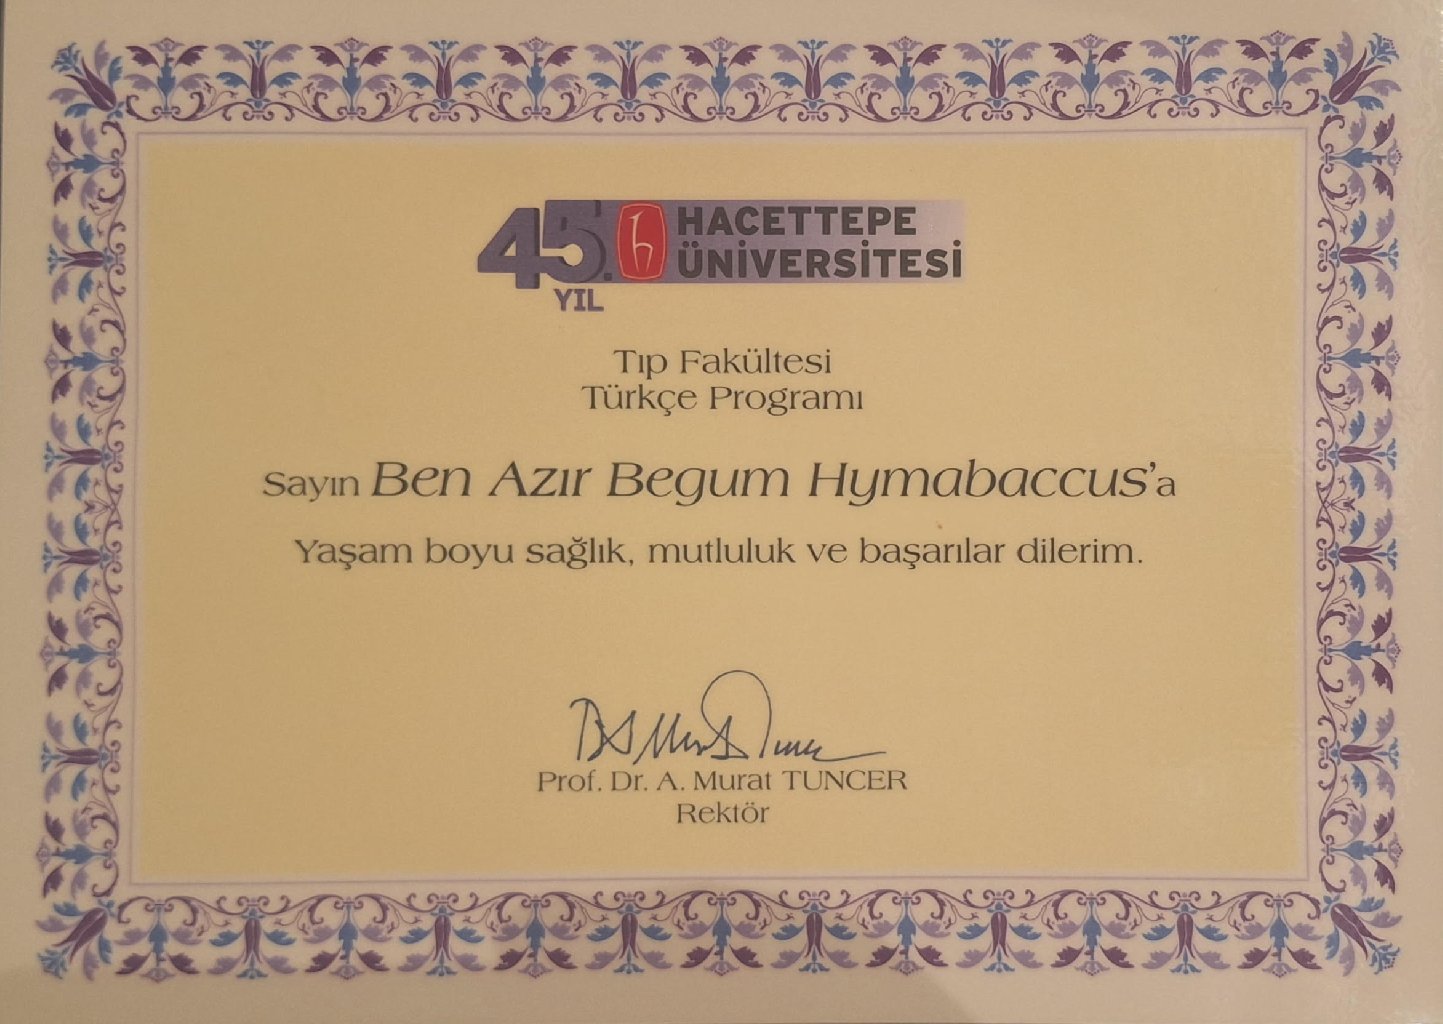 45. HACETTEPE
ÜNİVERSİTESİ
YIL
Tıp Fakültesi
Türkçe Programı
Sayın Ben Azır Begum Hymabaccus'a
Yaşam boyu sağlık, mutluluk ve başarılar dilerim.
Prof. Dr. A. Murat TUNCER
Rektör